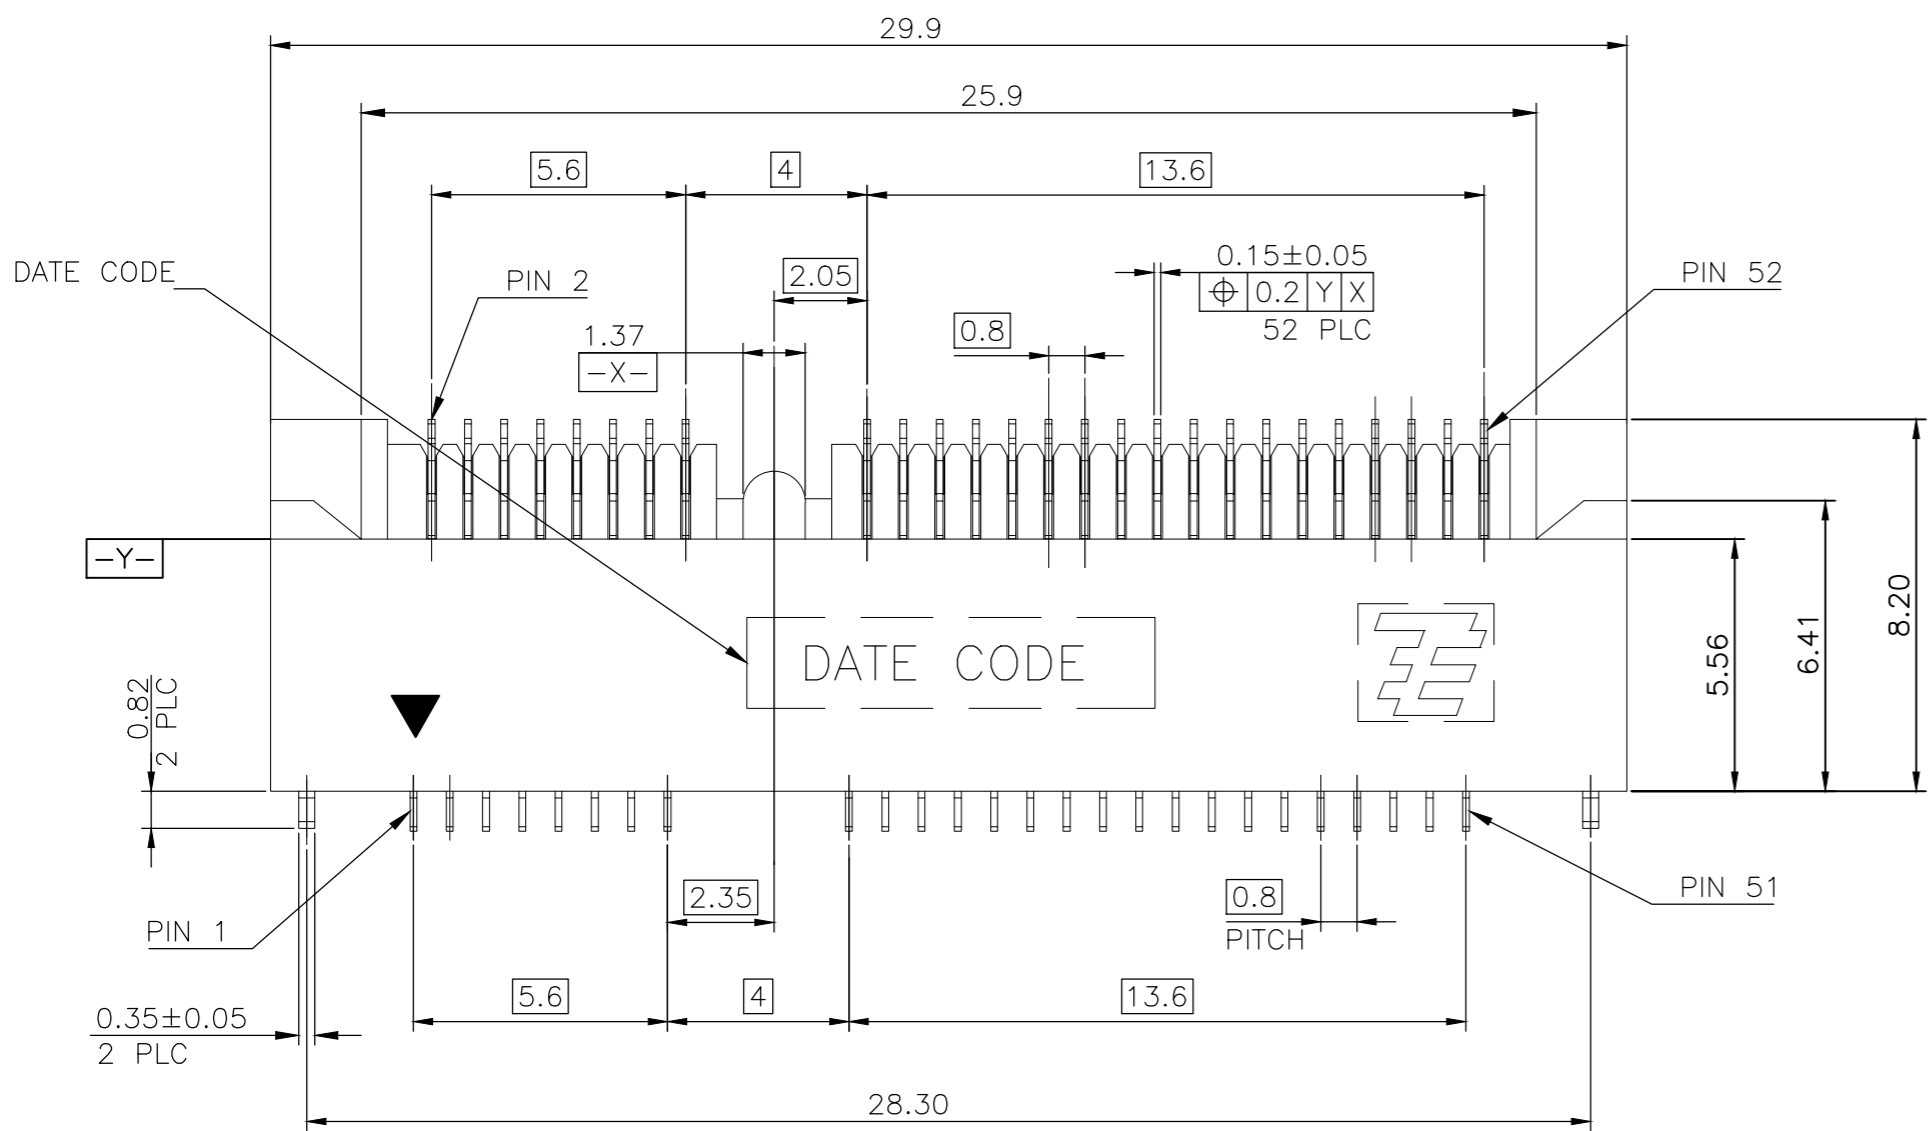 29.9
25.9
5.6
4
13.6
DATE CODE
PIN 2
2.05
0.15±0.05
⌖ 0.2 Y X
52 PLC
PIN 52
1.37
-X-
0.8
-Y-
DATE CODE
5.56
6.41
8.20
0.82
2 PLC
2.35
0.8
PITCH
PIN 51
PIN 1
5.6
4
13.6
0.35±0.05
2 PLC
28.30